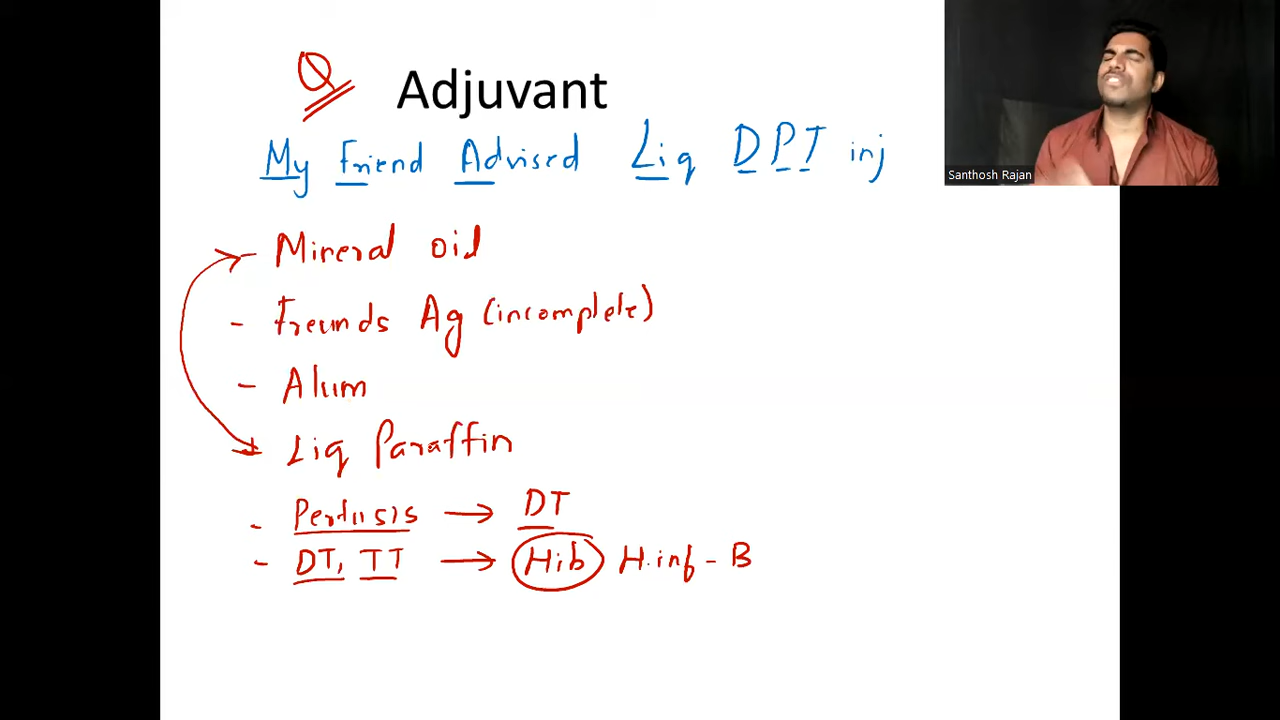 Q Adjuvant
My Friend Advised Liq DPT inj
Santhosh Rajan
- Mineral oil
- Freunds Ag (incomplete)
- Alum
Liq Paraffin
- Pertusis → DT
- DT, TT → Hib H.inf - B